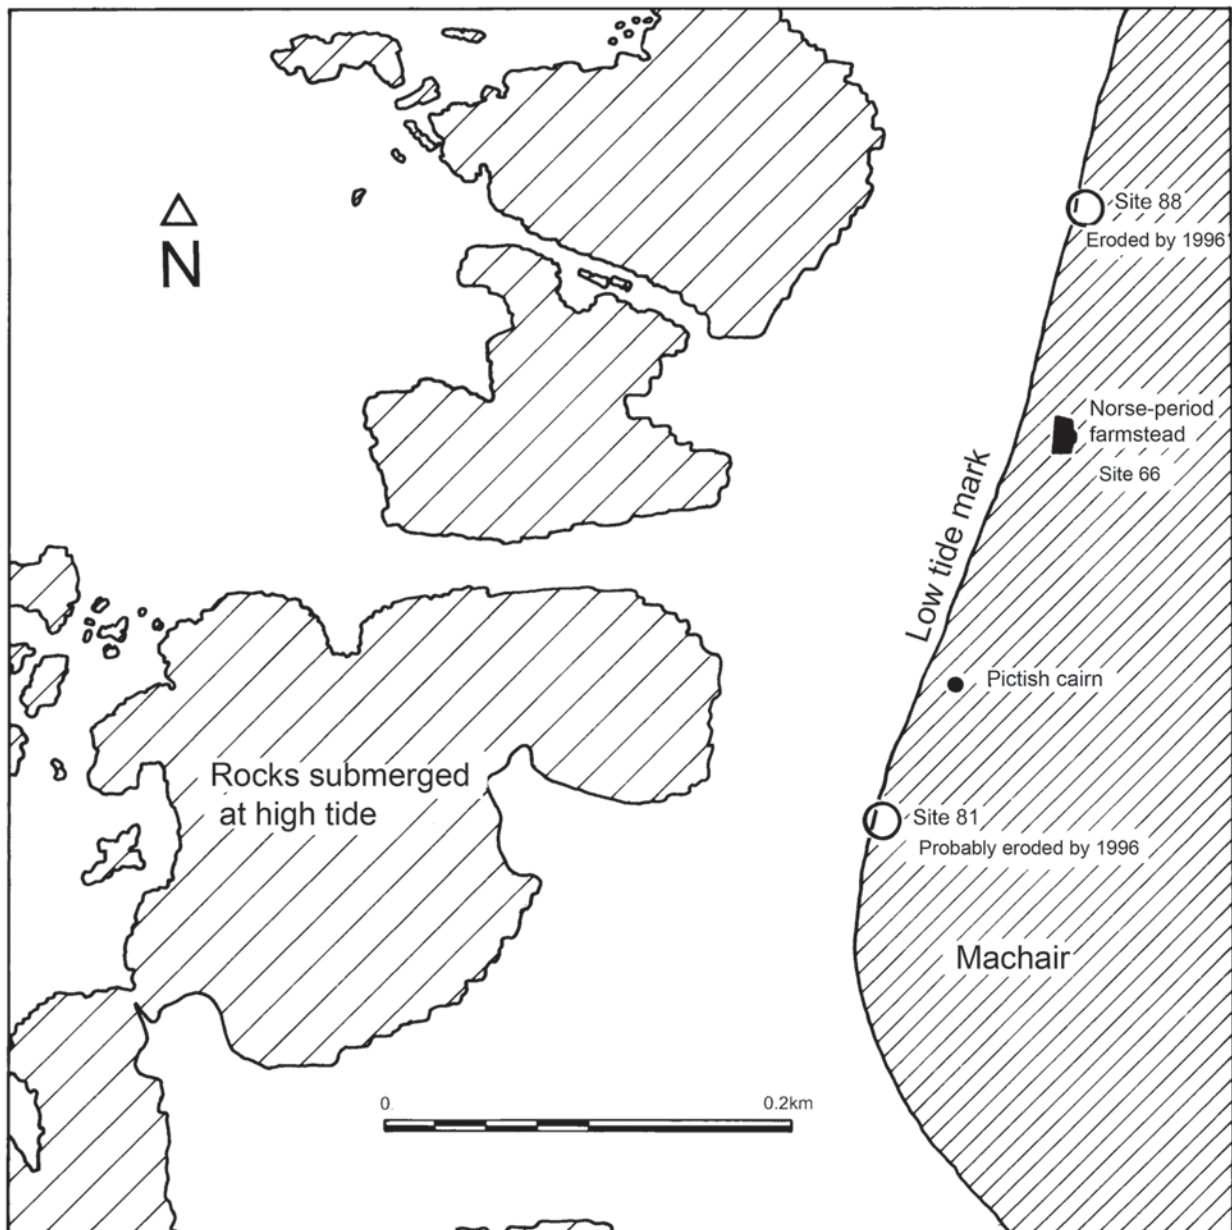 N
Site 88
Eroded by 1996
Norse-period
farmstead
Site 66
Low tide mark
Pictish cairn
Rocks submerged
at high tide
Site 81
Probably eroded by 1996
Machair
0.
0.2km